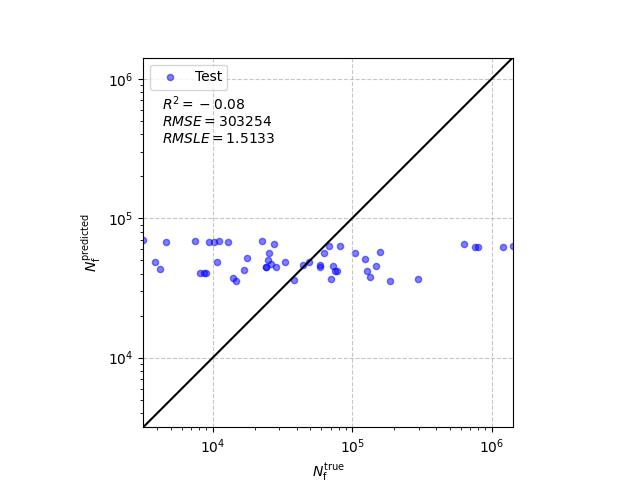 Test
R² = −0.08
RMSE = 303254
RMSLE = 1.5133
10⁶
10⁵
10⁴
N_f^predicted
10⁴ 10⁵ 10⁶
N_f^true